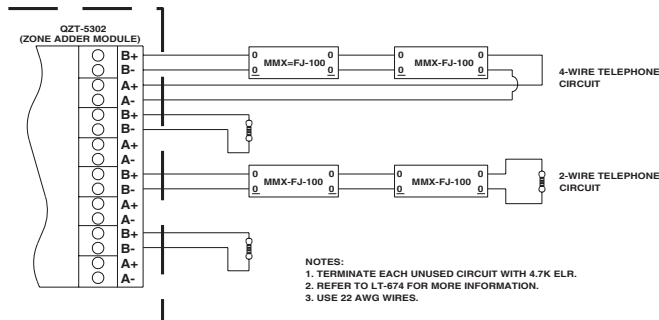 QZT-5302
(ZONE ADDER MODULE)
B+
B-
A+
A-
B+
B-
A+
A-
B+
B-
A+
A-
B+
B-
A+
A-
0 0
MMX=FJ-100
0 0
0 0
MMX-FJ-100
0 0
4-WIRE TELEPHONE
CIRCUIT
0 0
MMX-FJ-100
0 0
0 0
MMX-FJ-100
0 0
2-WIRE TELEPHONE
CIRCUIT
NOTES:
1. TERMINATE EACH UNUSED CIRCUIT WITH 4.7K ELR.
2. REFER TO LT-674 FOR MORE INFORMATION.
3. USE 22 AWG WIRES.